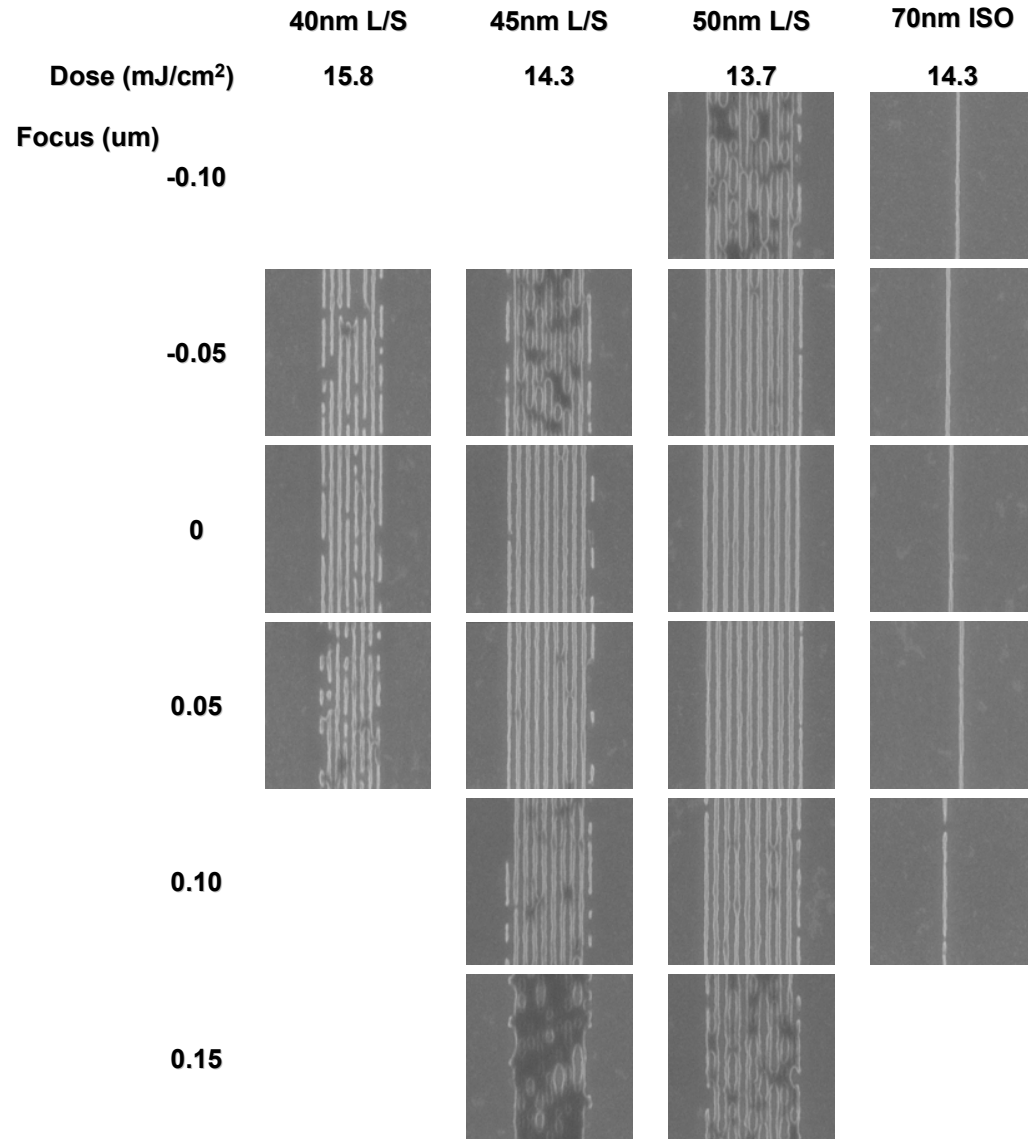 40nm L/S 45nm L/S 50nm L/S 70nm ISO
Dose (mJ/cm²) 15.8 14.3 13.7 14.3
Focus (um)
-0.10
-0.05
0
0.05
0.10
0.15